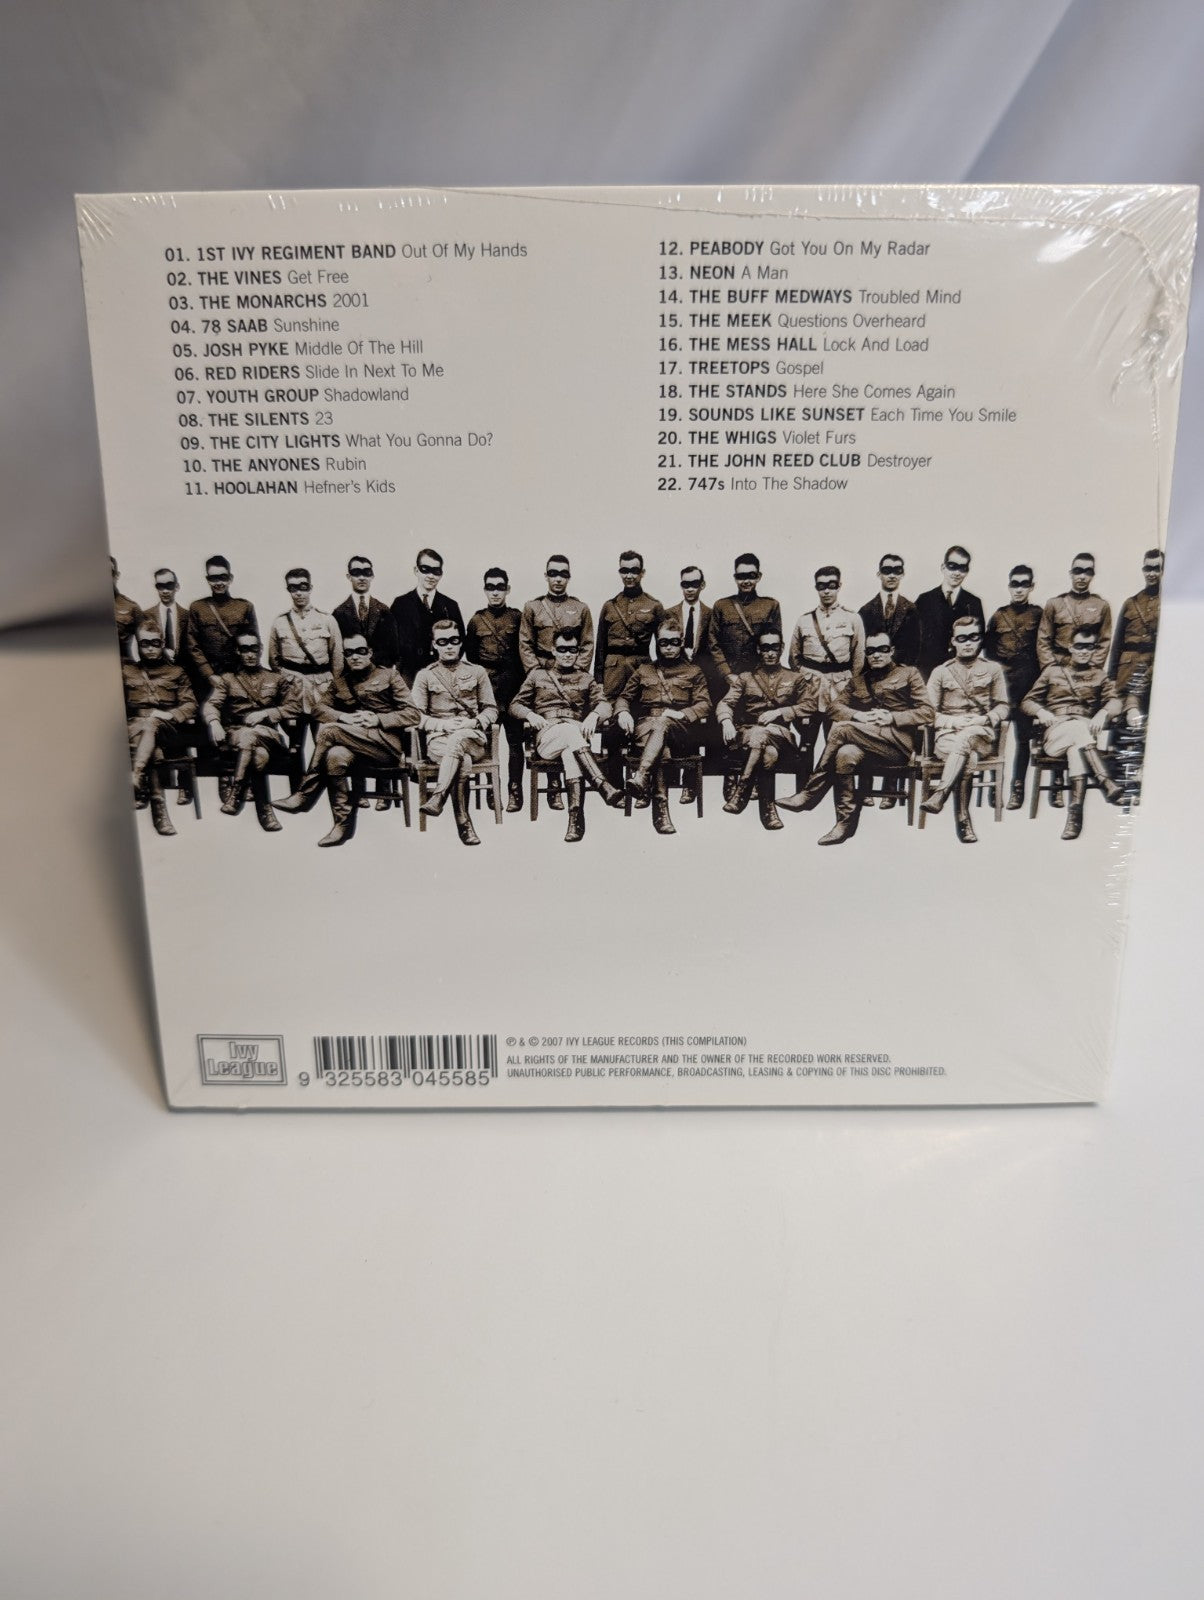 01. 1ST IVY REGIMENT BAND Out Of My Hands
02. THE VINES Get Free
03. THE MONARCHS 2001
04. 78 SAAB Sunshine
05. JOSH PYKE Middle Of The Hill
06. RED RIDERS Slide In Next To Me
07. YOUTH GROUP Shadowland
08. THE SILENTS 23
09. THE CITY LIGHTS What You Gonna Do?
10. THE ANYONES Rubin
11. HOOLAHAN Hefner's Kids
12. PEABODY Got You On My Radar
13. NEON A Man
14. THE BUFF MEDWAYS Troubled Mind
15. THE MEEK Questions Overheard
16. THE MESS HALL Lock And Load
17. TREETOPS Gospel
18. THE STANDS Here She Comes Again
19. SOUNDS LIKE SUNSET Each Time You Smile
20. THE WHIGS Violet Furs
21. THE JOHN REED CLUB Destroyer
22. 747s Into The Shadow
Ivy
League
9 325583 045585
℗ & © 2007 IVY LEAGUE RECORDS (THIS COMPILATION)
ALL RIGHTS OF THE MANUFACTURER AND THE OWNER OF THE RECORDED WORK RESERVED.
UNAUTHORISED PUBLIC PERFORMANCE, BROADCASTING, LEASING & COPYING OF THIS DISC PROHIBITED.